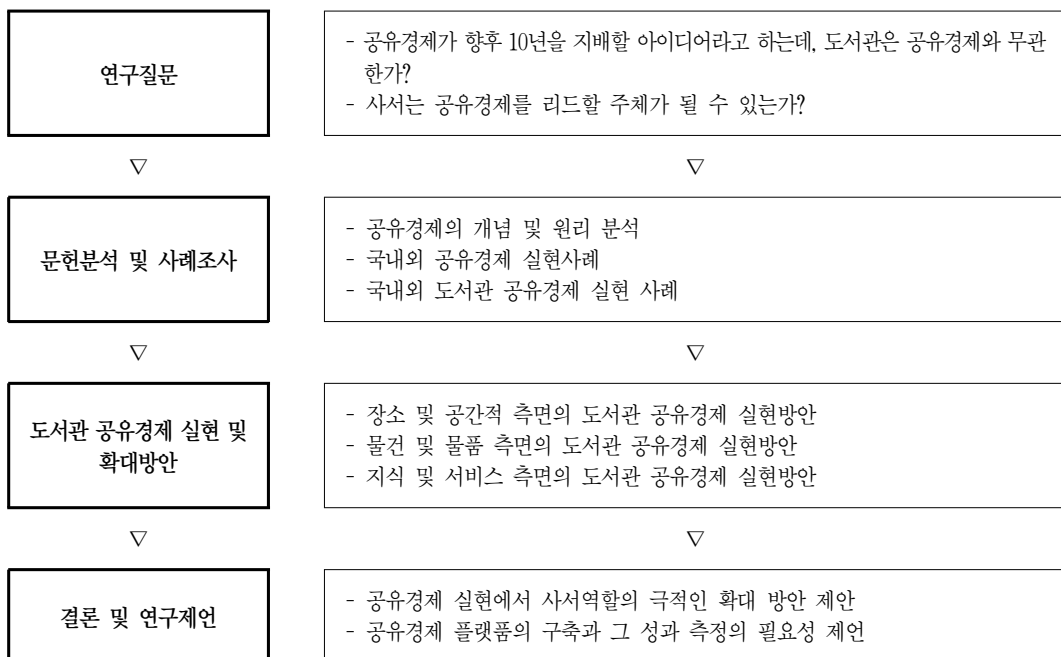 연구질문
- 공유경제가 향후 10년을 지배할 아이디어라고 하는데, 도서관은 공유경제와 무관
한가?
- 사서는 공유경제를 리드할 주체가 될 수 있는가?
▽ ▽
문헌분석 및 사례조사
- 공유경제의 개념 및 원리 분석
- 국내외 공유경제 실현사례
- 국내외 도서관 공유경제 실현 사례
▽ ▽
도서관 공유경제 실현 및
확대방안
- 장소 및 공간적 측면의 도서관 공유경제 실현방안
- 물건 및 물품 측면의 도서관 공유경제 실현방안
- 지식 및 서비스 측면의 도서관 공유경제 실현방안
▽ ▽
결론 및 연구제언
- 공유경제 실현에서 사서역할의 극적인 확대 방안 제안
- 공유경제 플랫폼의 구축과 그 성과 측정의 필요성 제언